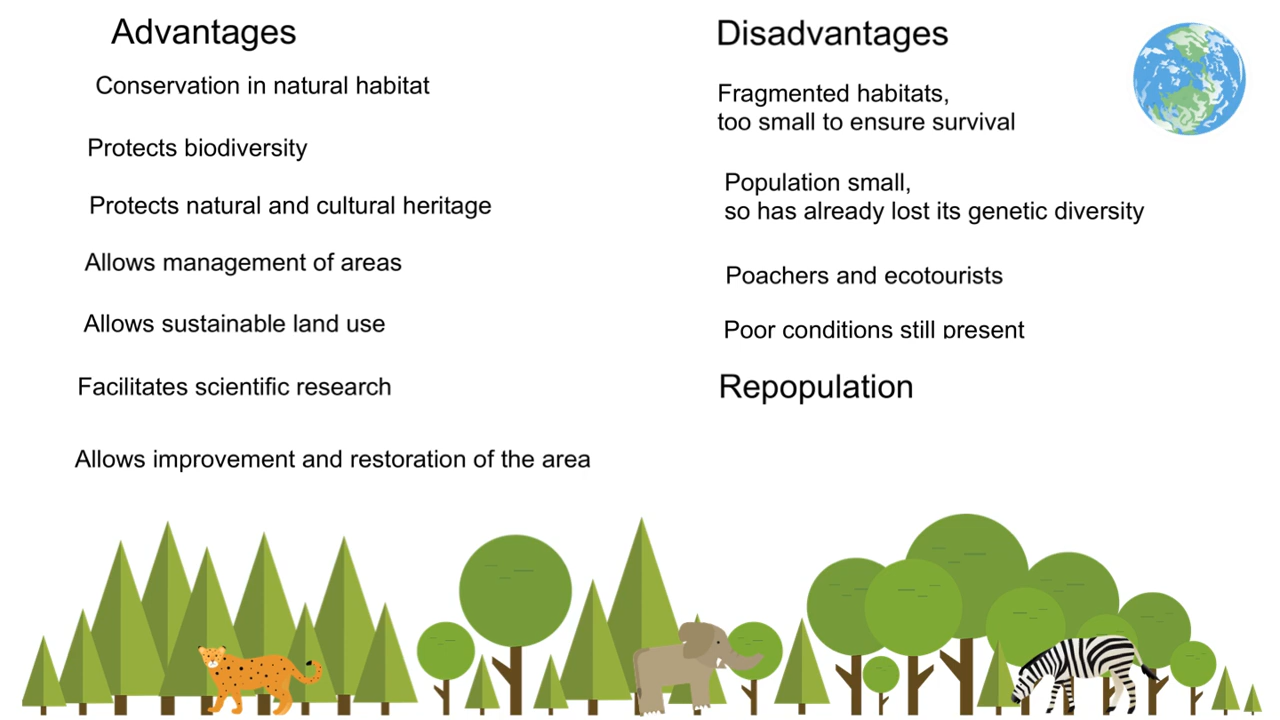 Advantages
Conservation in natural habitat
Protects biodiversity
Protects natural and cultural heritage
Allows management of areas
Allows sustainable land use
Facilitates scientific research
Allows improvement and restoration of the area
Disadvantages
Fragmented habitats,
too small to ensure survival
Population small,
so has already lost its genetic diversity
Poachers and ecotourists
Poor conditions still present
Repopulation